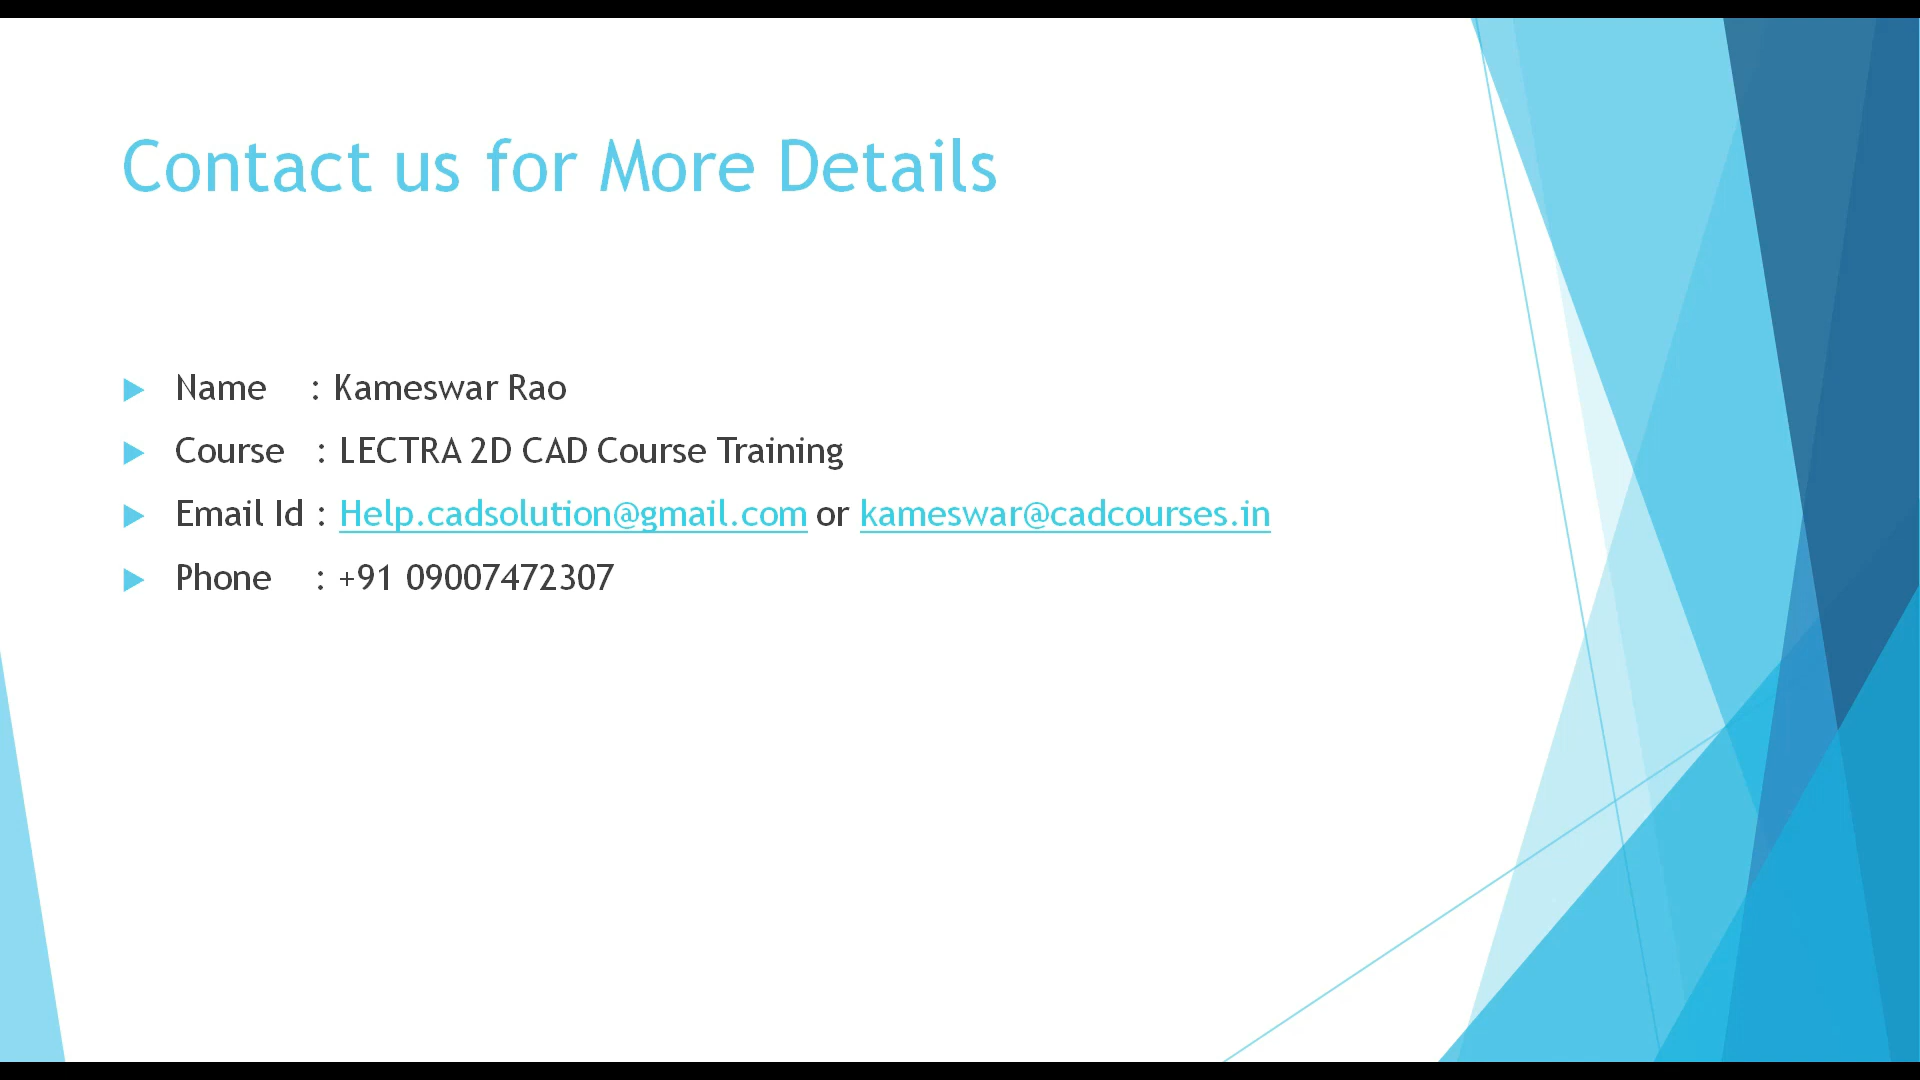 Contact us for More Details
Name : Kameswar Rao
Course : LECTRA 2D CAD Course Training
Email Id : Help.cadsolution@gmail.com or kameswar@cadcourses.in
Phone : +91 09007472307